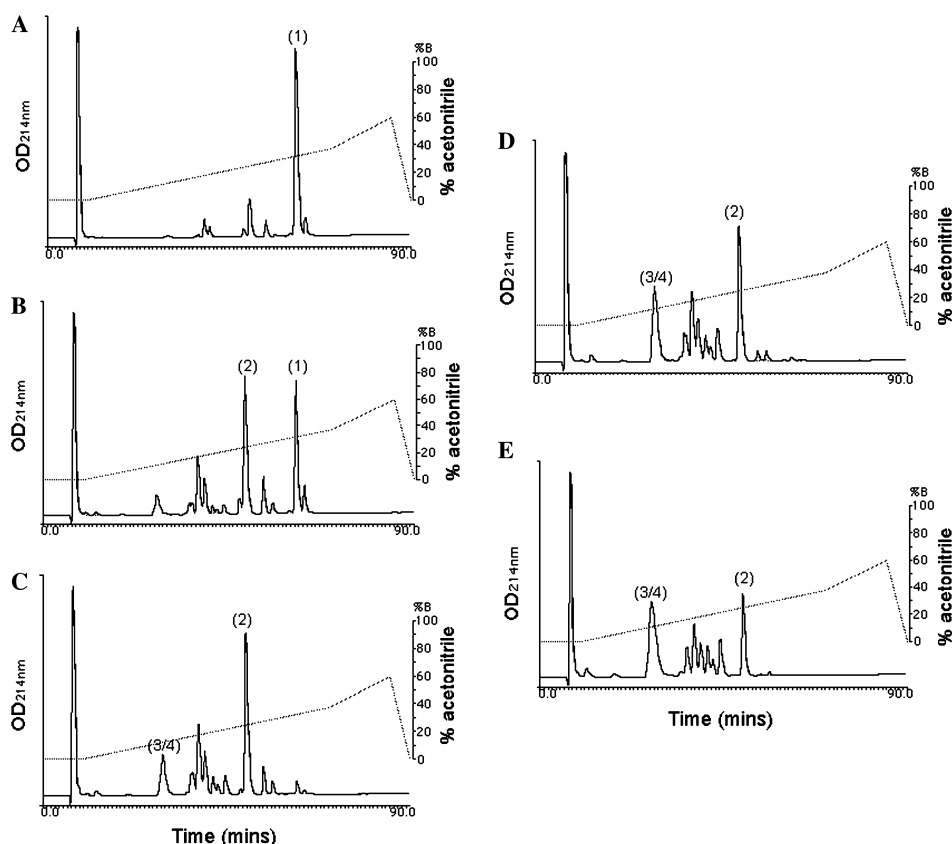 A
(1)
%B
100
80
60
40
20
0
OD214nm
% acetonitrile
0.0
90.0
B
(2)
(1)
%B
100
80
60
40
20
0
OD214nm
% acetonitrile
0.0
90.0
C
(2)
(3/4)
%B
100
80
60
40
20
0
OD214nm
% acetonitrile
0.0
90.0
Time (mins)
D
(2)
(3/4)
%B
100
80
60
40
20
0
OD214nm
% acetonitrile
0.0
90.0
E
(3/4)
(2)
%B
100
80
60
40
20
0
OD214nm
% acetonitrile
0.0
90.0
Time (mins)